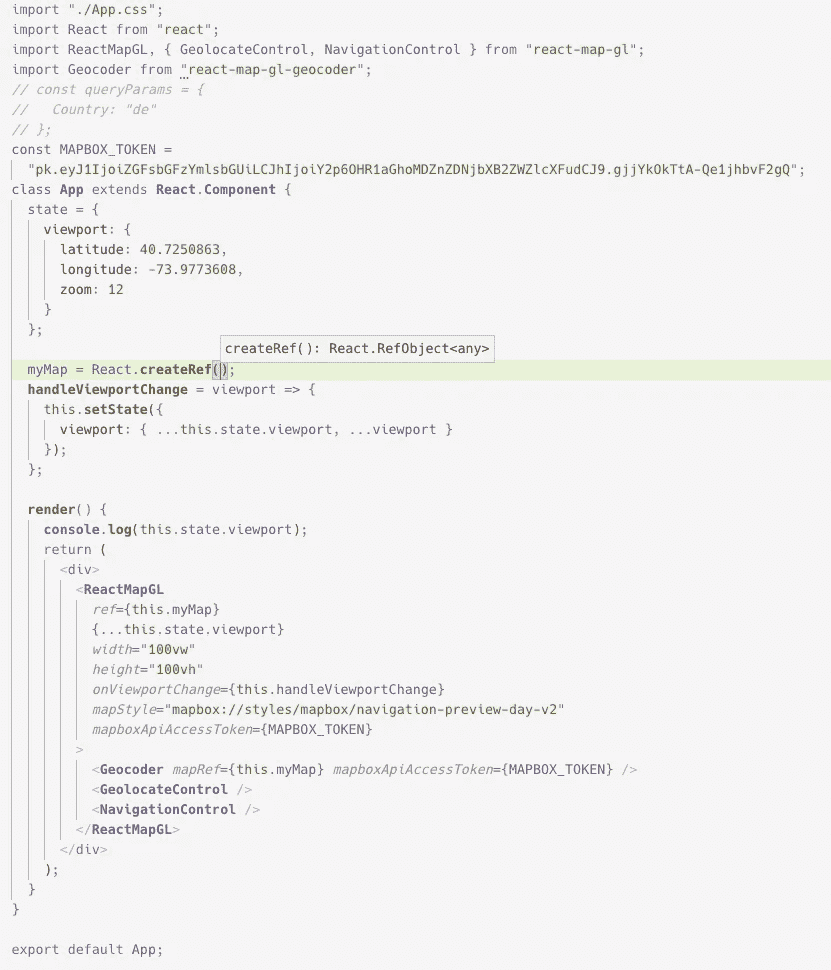 import "./App.css";
import React from "react";
import ReactMapGL, { GeolocateControl, NavigationControl } from "react-map-gl";
import Geocoder from "react-map-gl-geocoder";
// const queryParams = {
//   Country: "de"
// };
const MAPBOX_TOKEN =
  "pk.eyJ1IjoiZGFsbGFzYmlsbGUiLCJhIjoiY2p6OHR1aGhoMDZnZDNjbXB2ZWZlcXFudCJ9.gjjYkOkTtA-Qe1jhbvF2gQ";
class App extends React.Component {
  state = {
    viewport: {
      latitude: 40.7250863,
      longitude: -73.9773608,
      zoom: 12
    }
  };
createRef(): React.RefObject<any>
  myMap = React.createRef();
  handleViewportChange = viewport => {
    this.setState({
      viewport: { ...this.state.viewport, ...viewport }
    });
  };
  render() {
    console.log(this.state.viewport);
    return (
      <div>
        <ReactMapGL
          ref={this.myMap}
          {...this.state.viewport}
          width="100vw"
          height="100vh"
          onViewportChange={this.handleViewportChange}
          mapStyle="mapbox://styles/mapbox/navigation-preview-day-v2"
          mapboxApiAccessToken={MAPBOX_TOKEN}
        >
          <Geocoder mapRef={this.myMap} mapboxApiAccessToken={MAPBOX_TOKEN} />
          <GeolocateControl />
          <NavigationControl />
        </ReactMapGL>
      </div>
    );
  }
}
export default App;